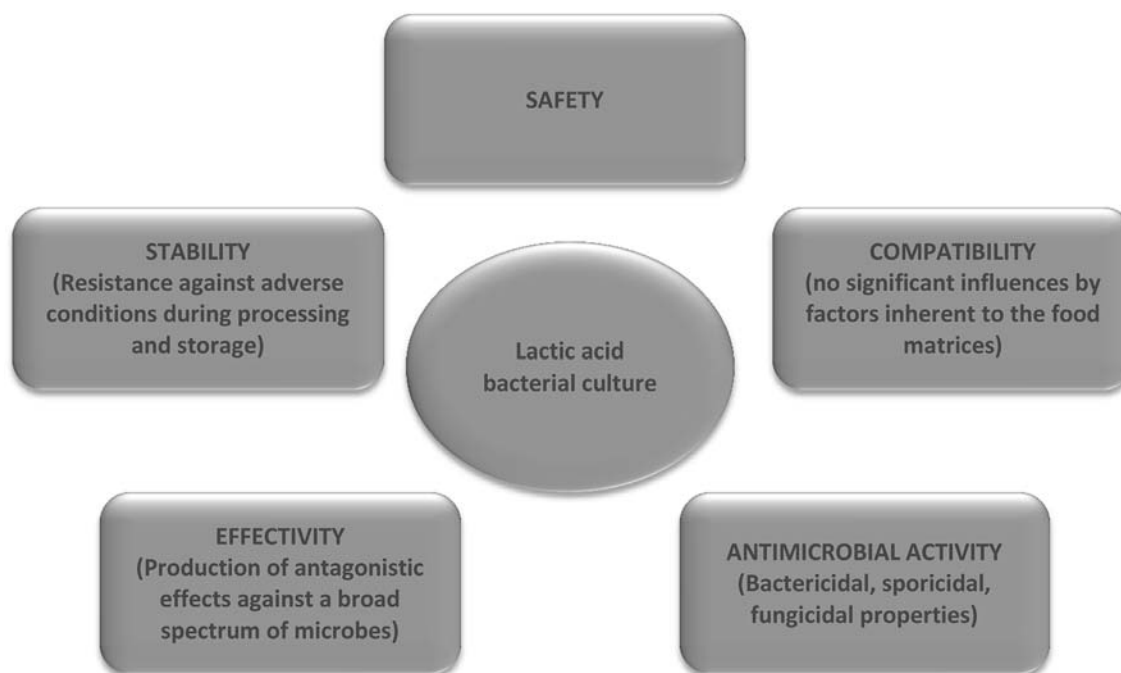 SAFETY
STABILITY
(Resistance against adverse
conditions during processing
and storage)
COMPATIBILITY
(no significant influences by
factors inherent to the food
matrices)
Lactic acid
bacterial culture
EFFECTIVITY
(Production of antagonistic
effects against a broad
spectrum of microbes)
ANTIMICROBIAL ACTIVITY
(Bactericidal, sporicidal,
fungicidal properties)